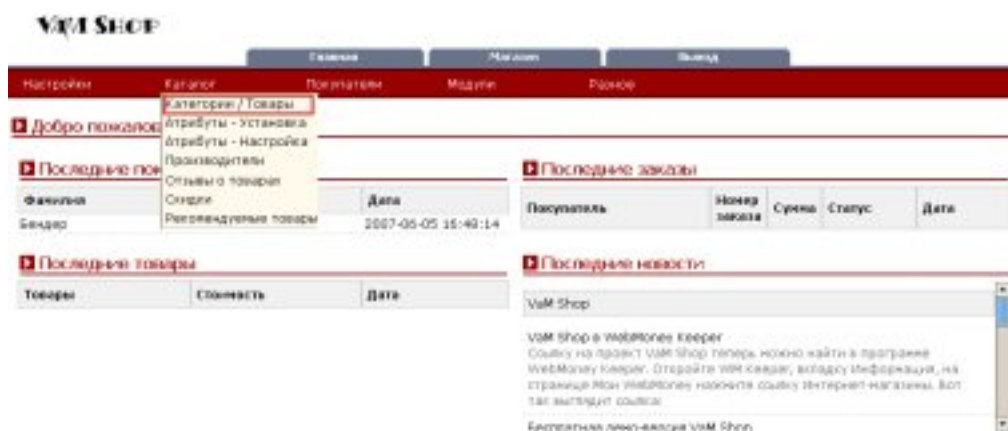 VaM SHOP
Главная Магазин Выход
Настройки Каталог Покупатели Модули Разное
Категории / Товары
Атрибуты - Установка
Атрибуты - Настройка
Производители
Отзывы о товарах
Скидки
Рекомендуемые товары
Добро пожалов
Последние пок
Фамилия Дата
Бендер 2007-06-05 16:48:14
Последние заказы
Покупатель Номер заказа Сумма Статус Дата
Последние товары
Товары Стоимость Дата
Последние новости
VaM Shop
VaM Shop в WebMoney Keeper
Ссылку на проект VaM Shop теперь можно найти в программе
WebMoney Keeper. Откройте WM Keeper, вкладку Информация, на
странице Мои WebMoney нажмите ссылку Интернет-магазины. Вот
так выглядит ссылка:
Бесплатная демо-версия VaM Shop